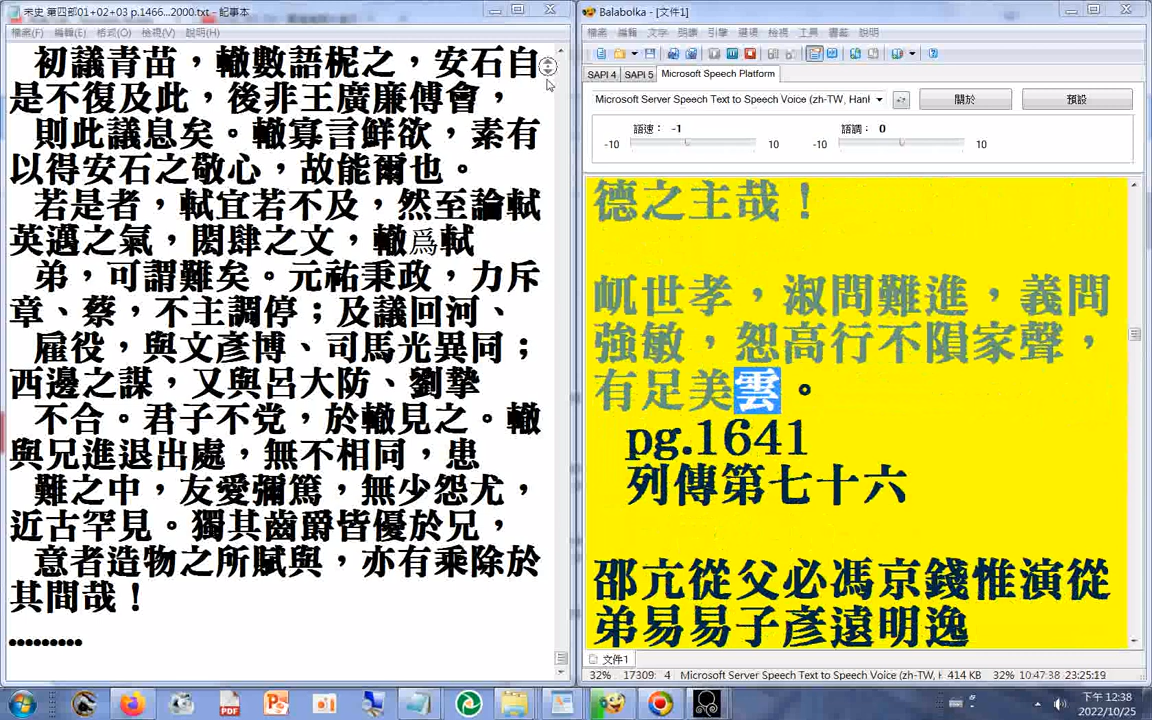 宋史 第四部01+02+03 p.1466...2000.txt - 記事本
檔案(F) 編輯(E) 格式(O) 檢視(V) 說明(H)
初議青苗，轍數語柅之，安石自
是不復及此，後非王廣廉傅會，
則此議息矣。轍寡言鮮欲，素有
以得安石之敬心，故能爾也。
若是者，軾宜若不及，然至論軾
英邁之氣，閎肆之文，轍爲軾
弟，可謂難矣。元祐秉政，力斥
章、蔡，不主調停；及議回河、
雇役，與文彥博、司馬光異同；
西邊之謀，又與呂大防、劉摯
不合。君子不党，於轍見之。轍
與兄進退出處，無不相同，患
難之中，友愛彌篤，無少怨尤，
近古罕見。獨其齒爵皆優於兄，
意者造物之所賦與，亦有乘除於
其間哉！
•••••••••
Balabolka - [文件1]
檔案 編輯 文字 朗讀 引擎 選項 檢視 工具 書籤 說明
SAPI 4 SAPI 5 Microsoft Speech Platform
Microsoft Server Speech Text to Speech Voice (zh-TW, Hanl 關於 預設
語速： -1 語調： 0
-10 10 -10 10
德之主哉！
屼世孝，淑問難進，義問
強敏，恕高行不隕家聲，
有足美雲。
pg.1641
列傳第七十六
邵亢從父必馮京錢惟演從
弟易易子彥遠明逸
文件1
32% 17309: 4 Microsoft Server Speech Text to Speech Voice (zh-TW, H 414 KB 32% 10:47:38 23:25:19
下午 12:38
2022/10/25